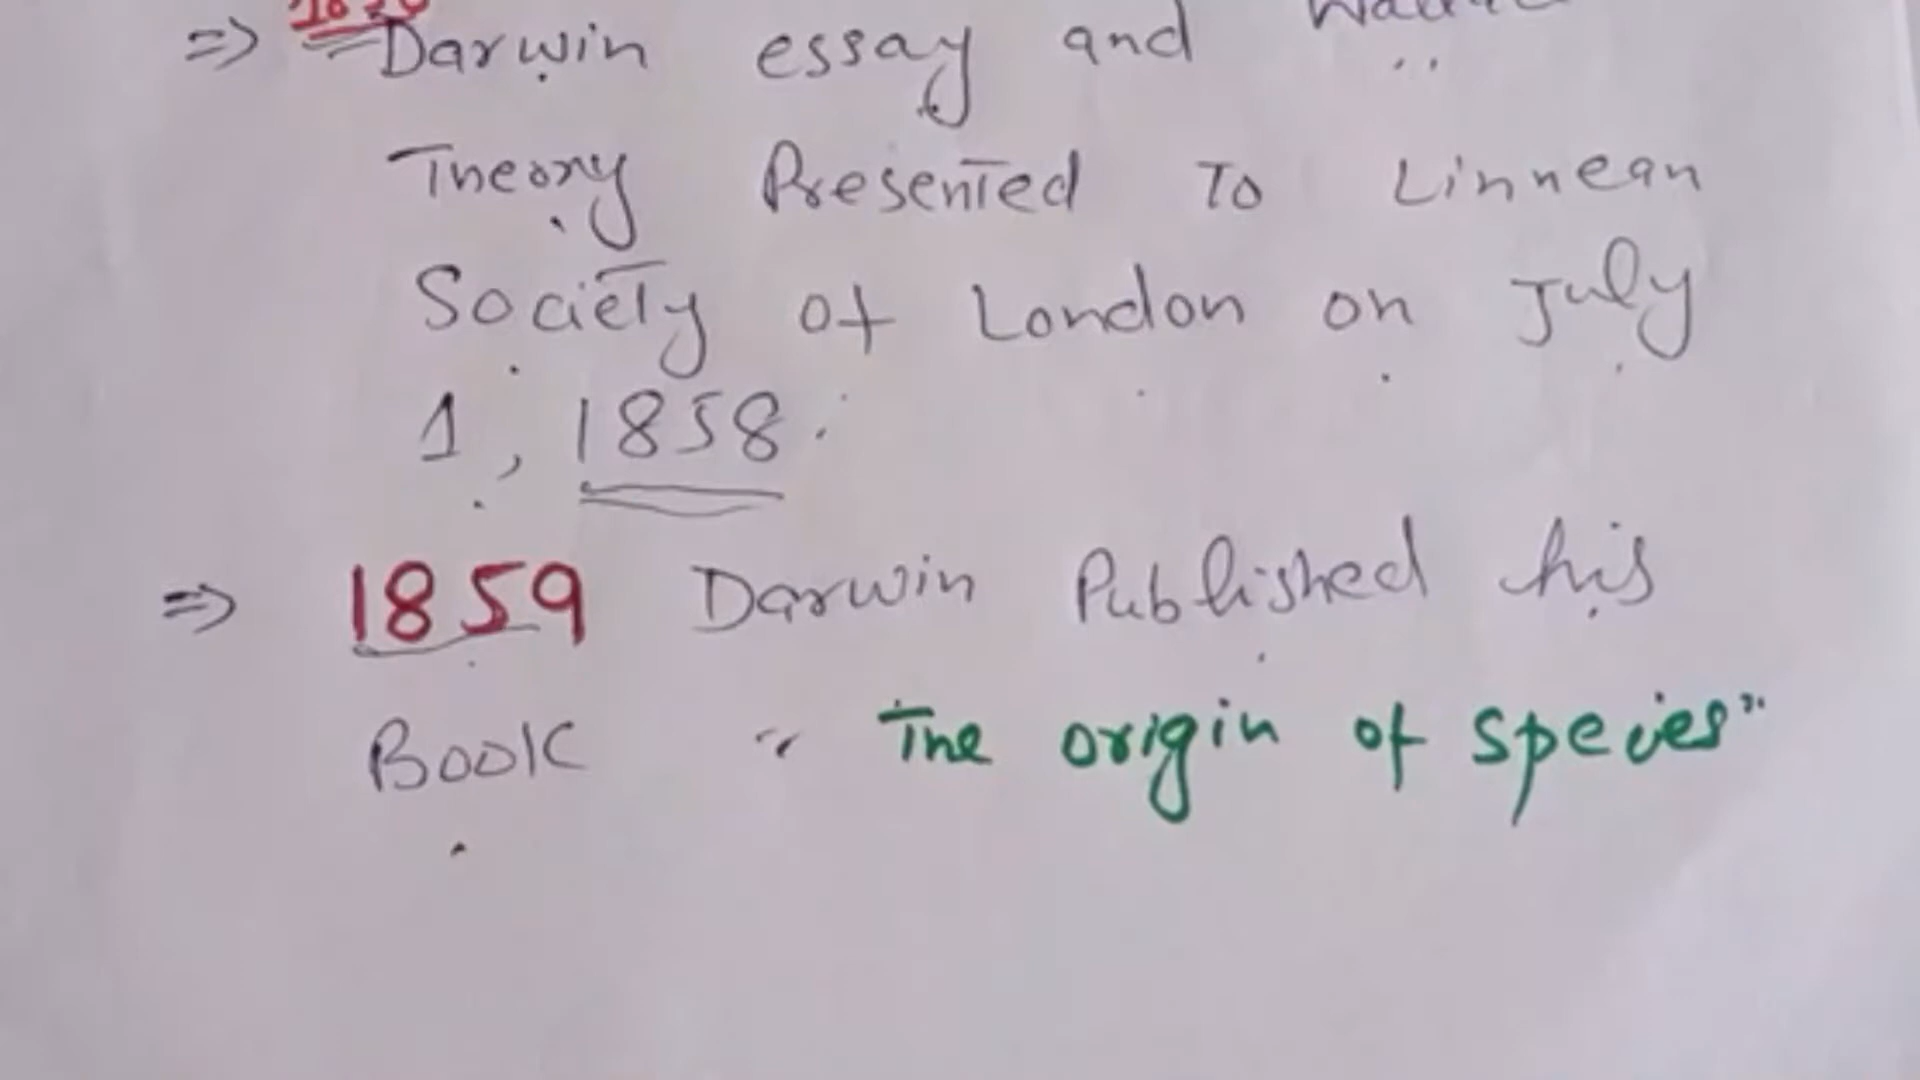 => Darwin essay and
Theory Presented To Linnean
Society of London on July
1, 1858.
=> 1859 Darwin Published his
Book " The origin of species"